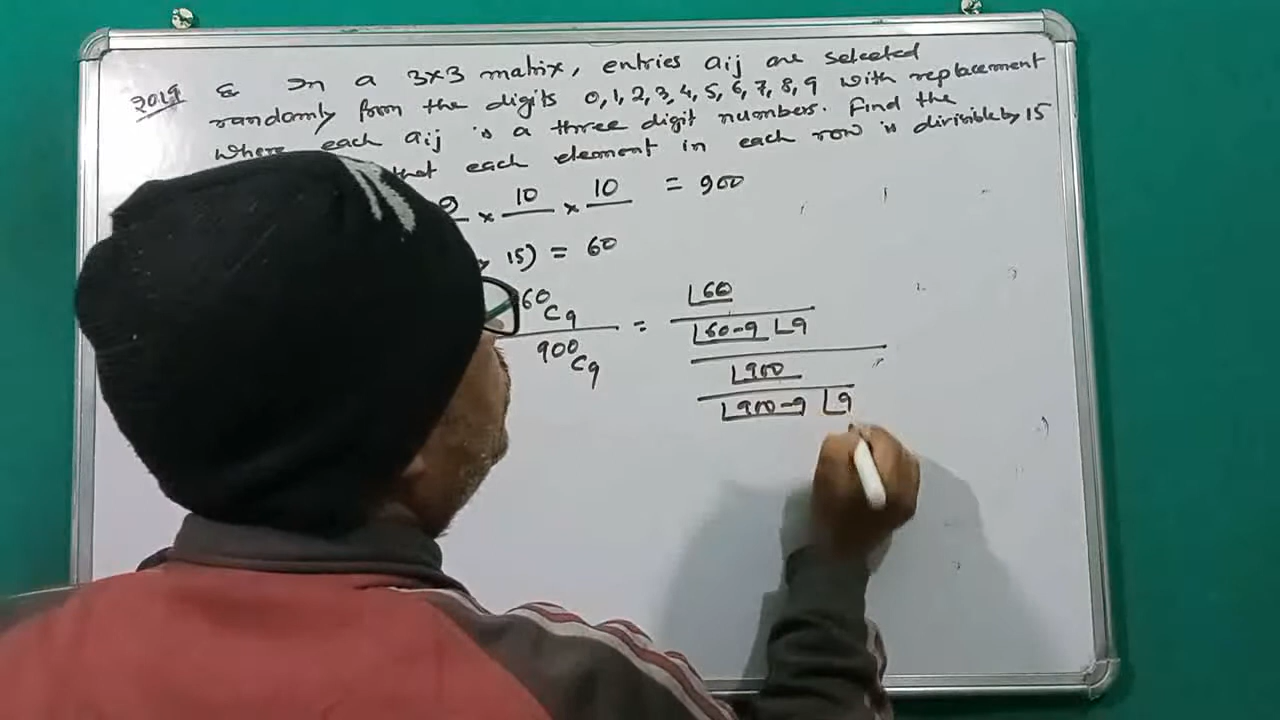 2019 Q In a 3x3 matrix, entries aij are selected
randomly from the digits 0, 1, 2, 3, 4, 5, 6, 7, 8, 9 with replacement
where each aij is a three digit numbers. Find the
that each element in each row is divisible by 15
9 × 10 × 10 = 900
15) = 60
60C9 / 900C9 = (⌊60 / (⌊60-9 ⌊9)) / (⌊900 / (⌊900-9 ⌊9))